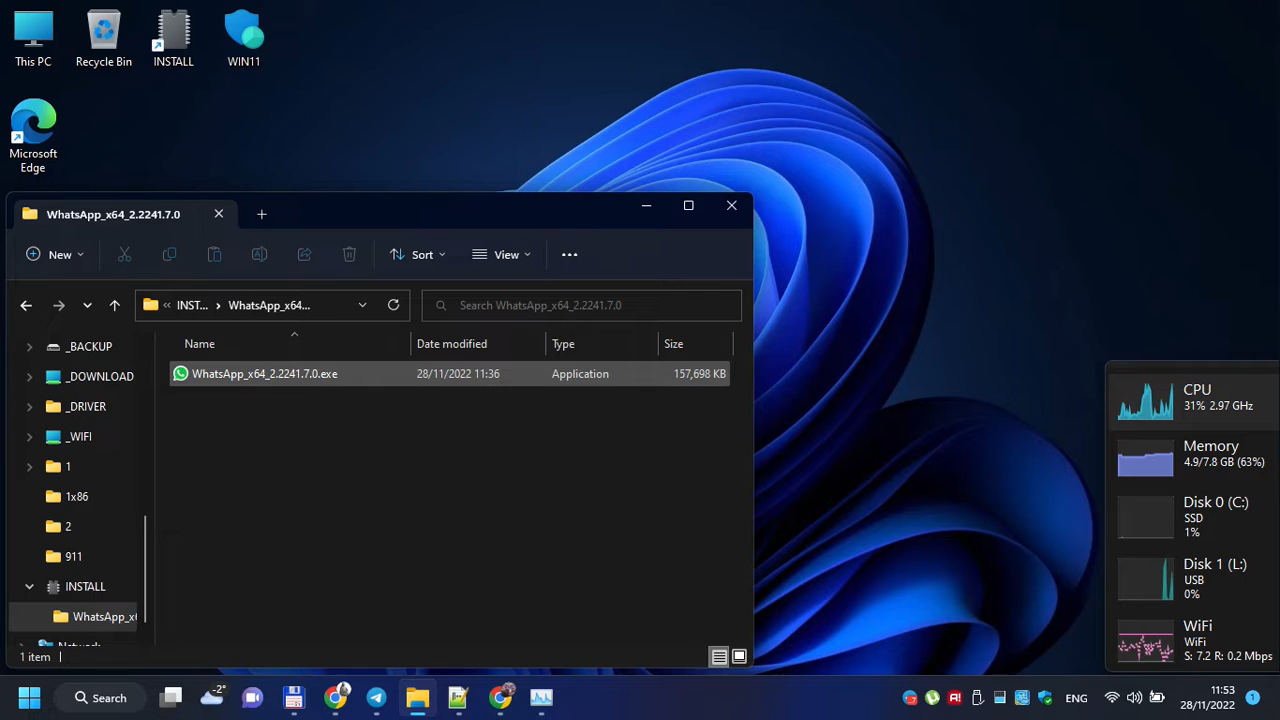 This PC
Recycle Bin
INSTALL
WIN11
Microsoft
Edge
WhatsApp_x64_2.2241.7.0
New
Sort
View
INST...
WhatsApp_x64...
Search WhatsApp_x64_2.2241.7.0
Name
Date modified
Type
Size
WhatsApp_x64_2.2241.7.0.exe
28/11/2022 11:36
Application
157,698 KB
_BACKUP
_DOWNLOAD
_DRIVER
_WIFI
1
1x86
2
911
INSTALL
WhatsApp_x
Network
1 item
CPU
31% 2.97 GHz
Memory
4.9/7.8 GB (63%)
Disk 0 (C:)
SSD
1%
Disk 1 (L:)
USB
0%
WiFi
WiFi
S: 7.2 R: 0.2 Mbps
Search
-2°
ENG
11:53
28/11/2022
1